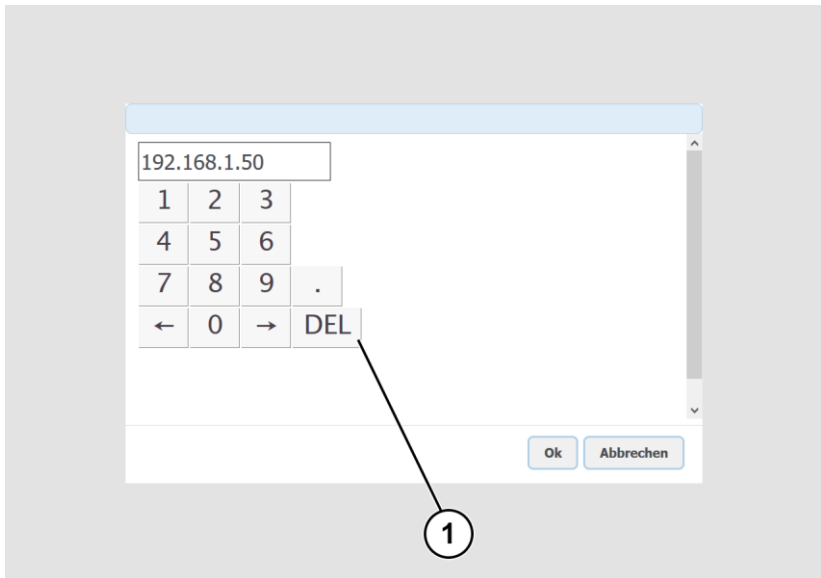 192.168.1.50
1 2 3
4 5 6
7 8 9 .
← 0 → DEL
Ok Abbrechen
1